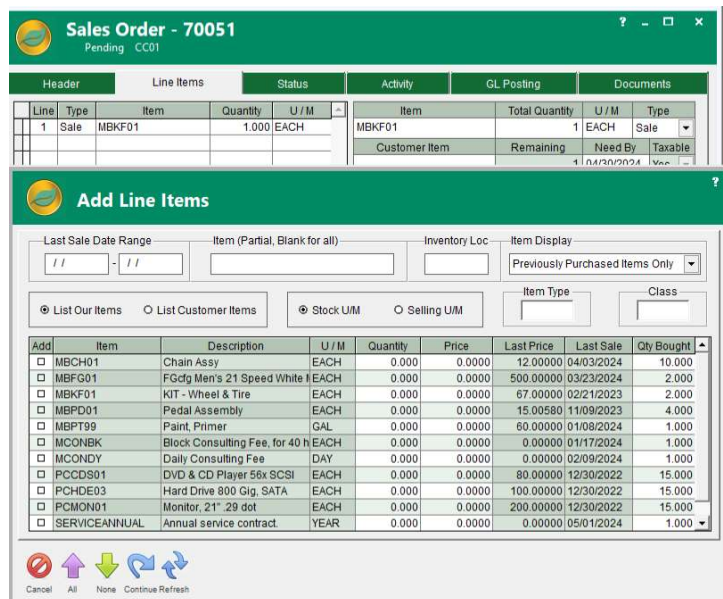 Sales Order - 70051
Pending CC01
? - x
Header Line Items Status Activity GL Posting Documents
Line Type Item Quantity U / M Item Total Quantity U / M Type
1 Sale MBKF01 1.000 EACH MBKF01 1 EACH Sale
Customer Item Remaining Need By Taxable
1 04/30/2024 Yes
Add Line Items
?
Last Sale Date Range Item (Partial, Blank for all) Inventory Loc Item Display
/ / - / / Previously Purchased Items Only
List Our Items List Customer Items Stock U/M Selling U/M Item Type Class
Add Item Description U / M Quantity Price Last Price Last Sale Qty Bought
MBCH01 Chain Assy EACH 0.000 0.0000 12.00000 04/03/2024 10.000
MBFG01 FGcfg Men's 21 Speed White EACH 0.000 0.0000 500.00000 03/23/2024 2.000
MBKF01 KIT - Wheel & Tire EACH 0.000 0.0000 67.00000 02/21/2023 2.000
MBPD01 Pedal Assembly EACH 0.000 0.0000 15.00580 11/09/2023 4.000
MBPT99 Paint, Primer GAL 0.000 0.0000 60.00000 01/08/2024 1.000
MCONBK Block Consulting Fee, for 40 h EACH 0.000 0.0000 0.00000 01/17/2024 1.000
MCONDY Daily Consulting Fee DAY 0.000 0.0000 0.00000 02/09/2024 1.000
PCCDS01 DVD & CD Player 56x SCSI EACH 0.000 0.0000 80.00000 12/30/2022 15.000
PCHDE03 Hard Drive 800 Gig, SATA EACH 0.000 0.0000 100.00000 12/30/2022 15.000
PCMON01 Monitor, 21" .29 dot EACH 0.000 0.0000 200.00000 12/30/2022 15.000
SERVICEANNUAL Annual service contract. YEAR 0.000 0.0000 0.00000 05/01/2024 1.000
Cancel All None Continue Refresh